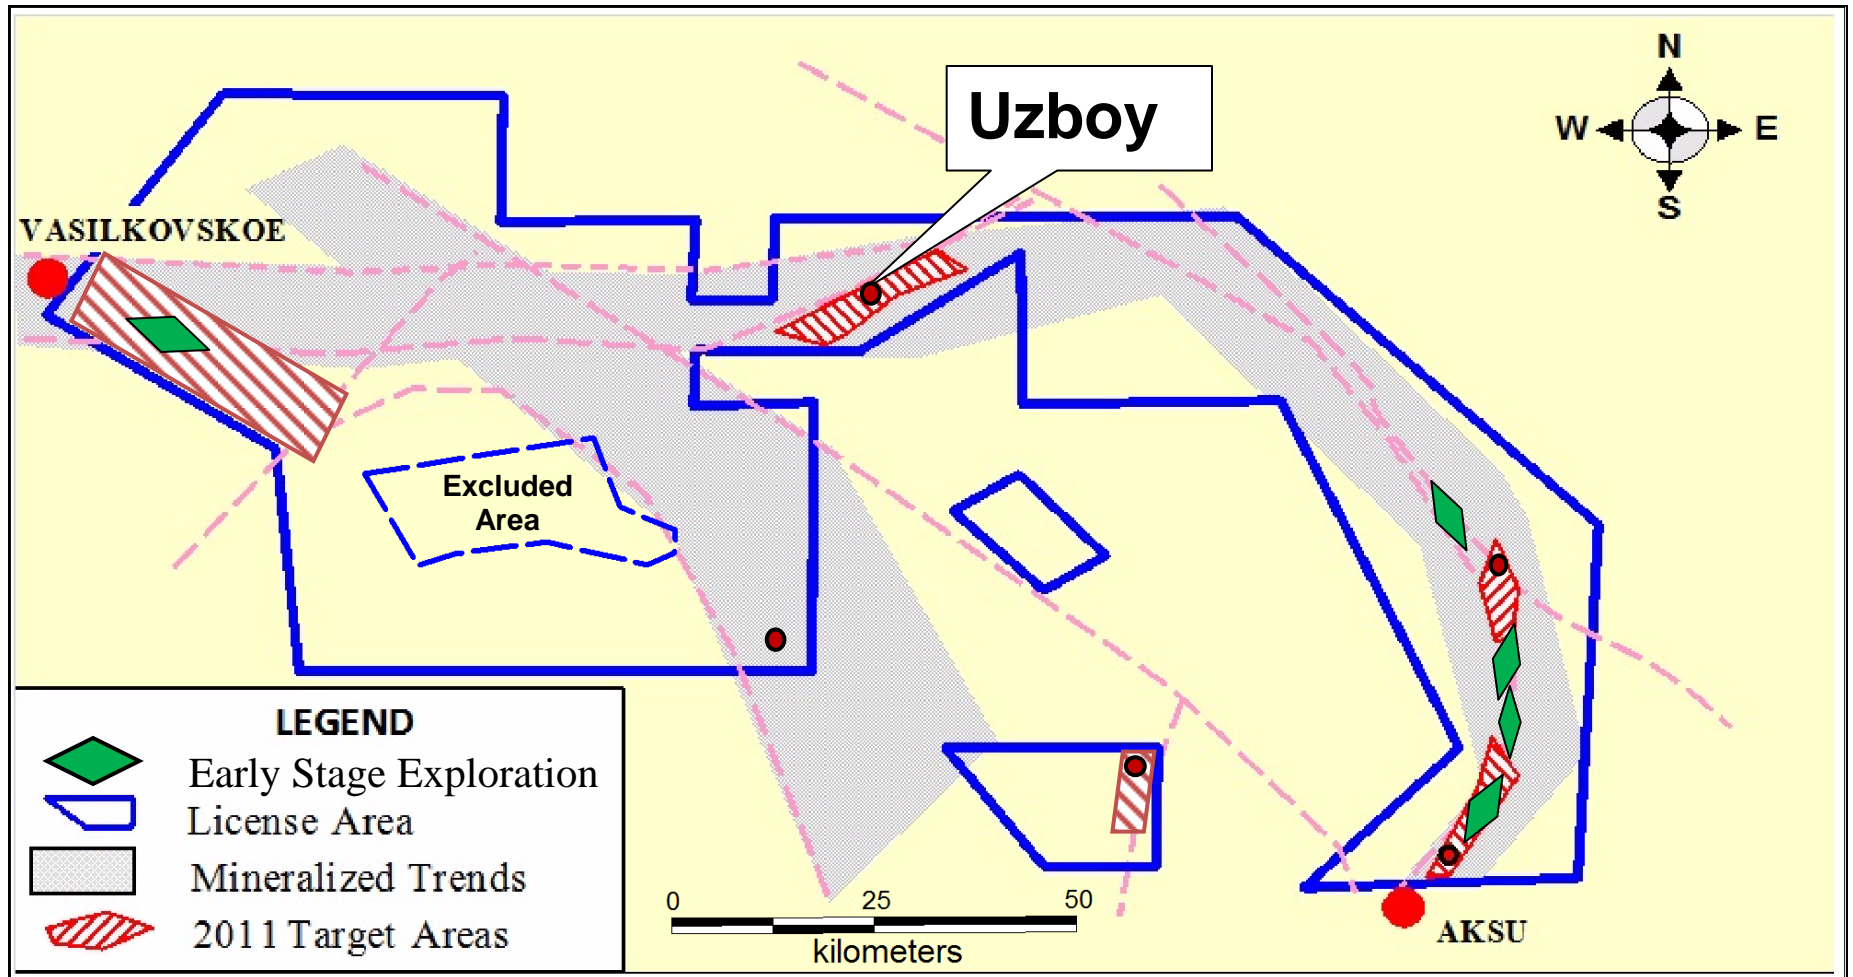 N
Uzboy
W E
S
VASILKOVSKOE
Excluded
Area
LEGEND
Early Stage Exploration
License Area
Mineralized Trends
2011 Target Areas
0 25 50
kilometers
AKSU